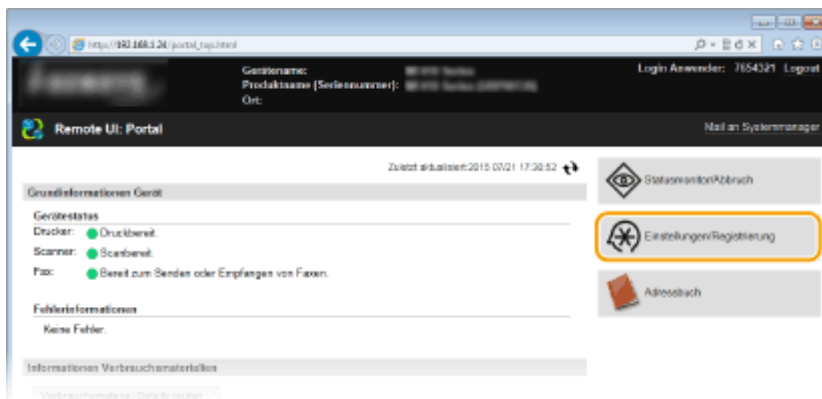 http://192.168.1.24/portal_top.html
Gerätename:
Login Anwender: 7654321 Logout
Produktname (Seriennummer):
Ort:
Remote UI: Portal
Mail an Systemmanager
Zuletzt aktualisiert:2015 07/21 17:30:52
Grundinformationen Gerät
Gerätestatus
Drucker: Druckbereit.
Scanner: Scanbereit.
Fax: Bereit zum Senden oder Empfangen von Faxen.
Fehlerinformationen
Keine Fehler.
Informationen Verbrauchsmaterialien
Statusmonitor/Abbruch
Einstellungen/Registrierung
Adressbuch